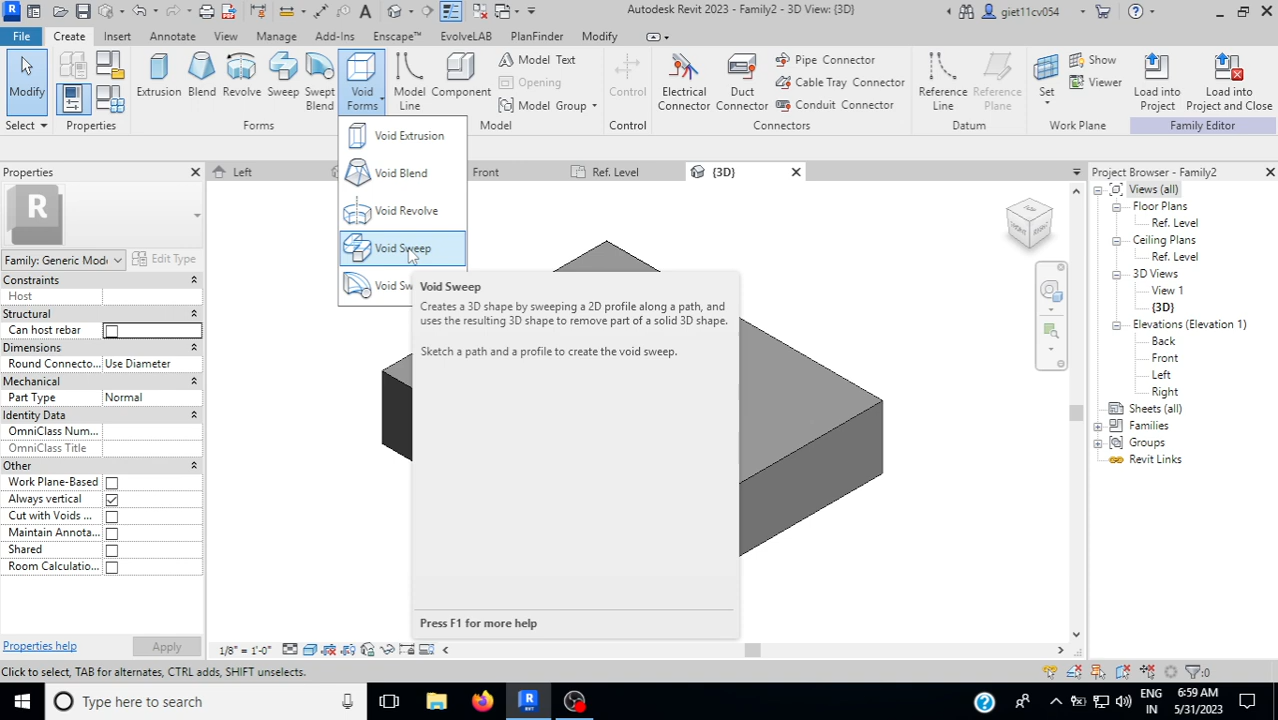 Autodesk Revit 2023 - Family2 - 3D View: {3D}
giet11cv054
File Create Insert Annotate View Manage Add-Ins Enscape™ EvolveLAB PlanFinder Modify
Modify
Select
Properties
Extrusion
Blend
Revolve
Sweep
Swept Blend
Void Forms
Forms
Model Line
Component
Model Text
Opening
Model Group
Model
Control
Control
Electrical Connector
Duct Connector
Pipe Connector
Cable Tray Connector
Conduit Connector
Connectors
Reference Line
Reference Plane
Datum
Set
Show
Viewer
Work Plane
Load into Project
Load into Project and Close
Family Editor
Void Extrusion
Void Blend
Void Revolve
Void Sweep
Void Sw
Left
Front
Ref. Level
{3D}
Void Sweep
Creates a 3D shape by sweeping a 2D profile along a path, and
uses the resulting 3D shape to remove part of a solid 3D shape.
Sketch a path and a profile to create the void sweep.
Press F1 for more help
Properties
R
Family: Generic Mode
Edit Type
Constraints
Host
Structural
Can host rebar
Dimensions
Round Connecto... Use Diameter
Mechanical
Part Type Normal
Identity Data
OmniClass Num...
OmniClass Title
Other
Work Plane-Based
Always vertical
Cut with Voids ...
Maintain Annota...
Shared
Room Calculatio...
Properties help
Apply
TOP
FRONT
RIGHT
Project Browser - Family2
Views (all)
Floor Plans
Ref. Level
Ceiling Plans
Ref. Level
3D Views
View 1
{3D}
Elevations (Elevation 1)
Back
Front
Left
Right
Sheets (all)
Families
Groups
Revit Links
1/8" = 1'-0"
Click to select, TAB for alternates, CTRL adds, SHIFT unselects.
:0
Type here to search
ENG
IN
6:59 AM
5/31/2023